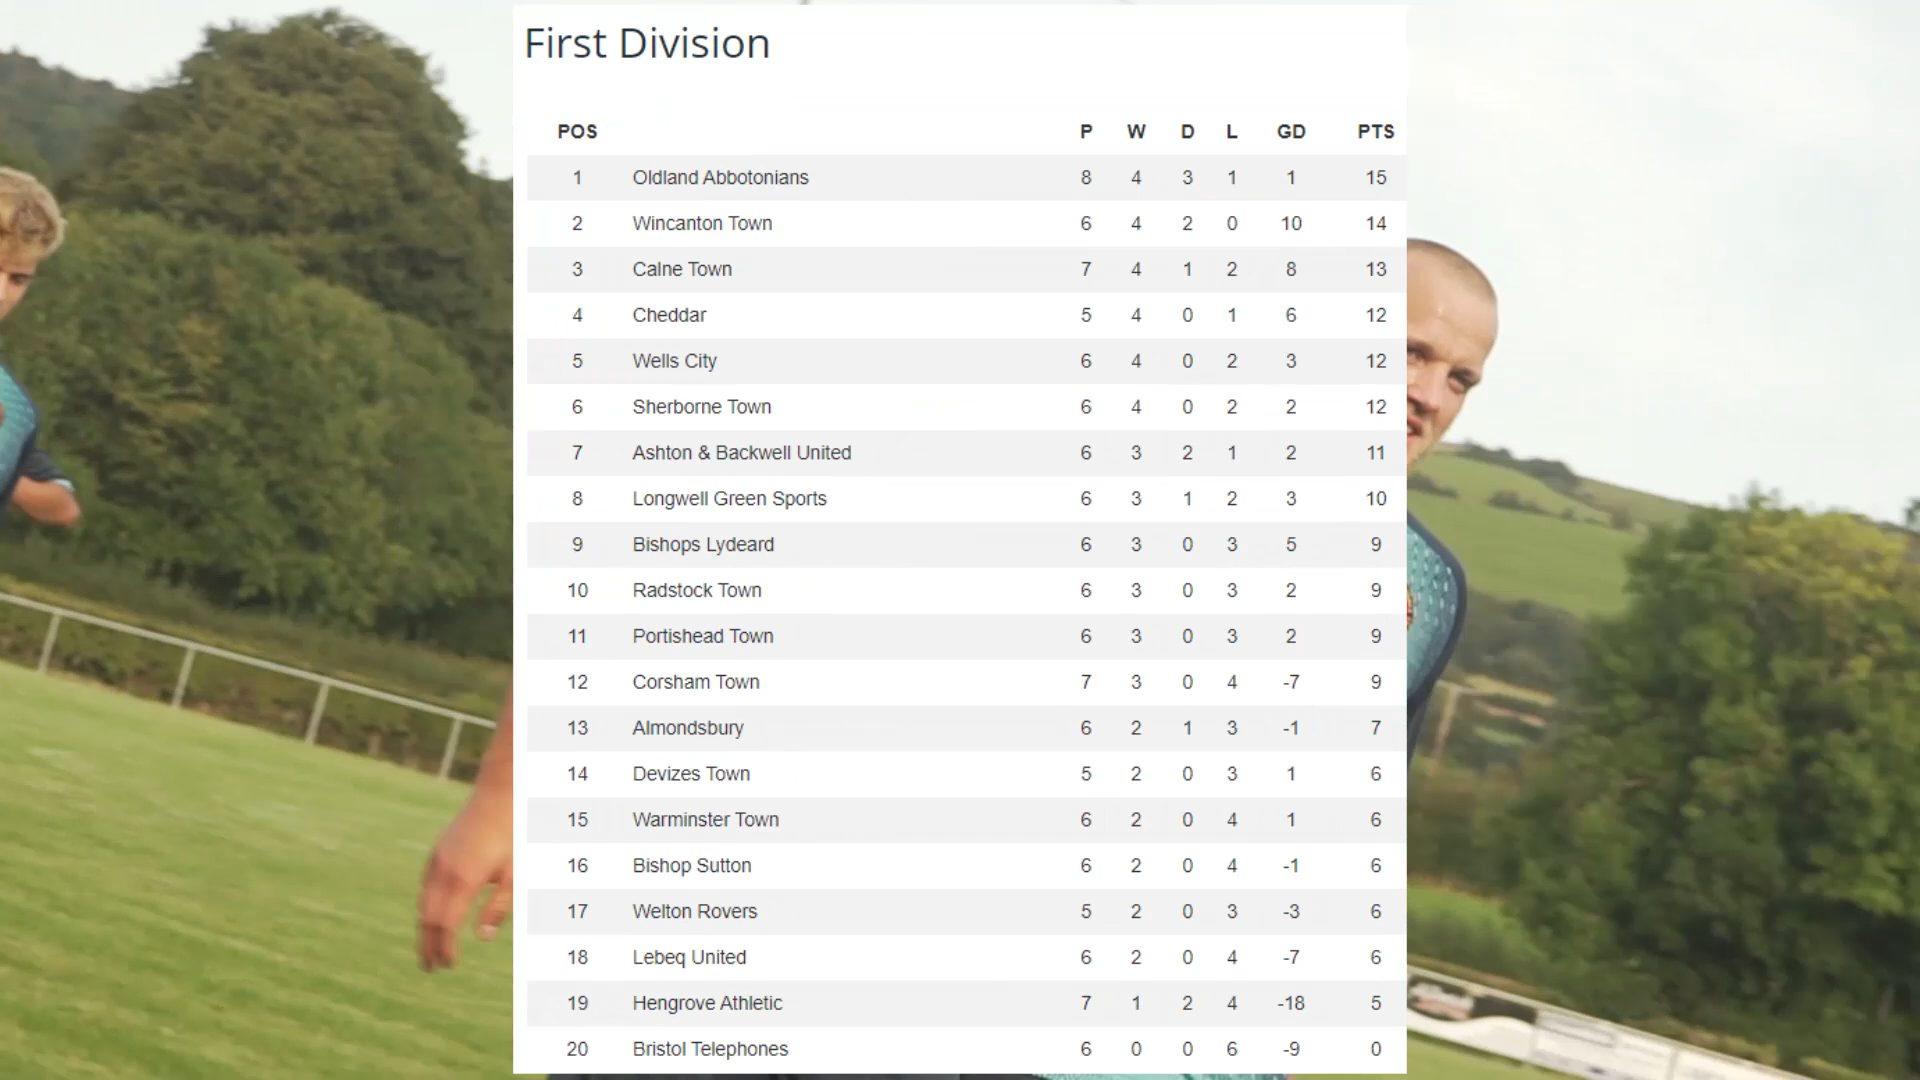 First Division
POS P W D L GD PTS
1 Oldland Abbotonians 8 4 3 1 1 15
2 Wincanton Town 6 4 2 0 10 14
3 Calne Town 7 4 1 2 8 13
4 Cheddar 5 4 0 1 6 12
5 Wells City 6 4 0 2 3 12
6 Sherborne Town 6 4 0 2 2 12
7 Ashton & Backwell United 6 3 2 1 2 11
8 Longwell Green Sports 6 3 1 2 3 10
9 Bishops Lydeard 6 3 0 3 5 9
10 Radstock Town 6 3 0 3 2 9
11 Portishead Town 6 3 0 3 2 9
12 Corsham Town 7 3 0 4 -7 9
13 Almondsbury 6 2 1 3 -1 7
14 Devizes Town 5 2 0 3 1 6
15 Warminster Town 6 2 0 4 1 6
16 Bishop Sutton 6 2 0 4 -1 6
17 Welton Rovers 5 2 0 3 -3 6
18 Lebeq United 6 2 0 4 -7 6
19 Hengrove Athletic 7 1 2 4 -18 5
20 Bristol Telephones 6 0 0 6 -9 0